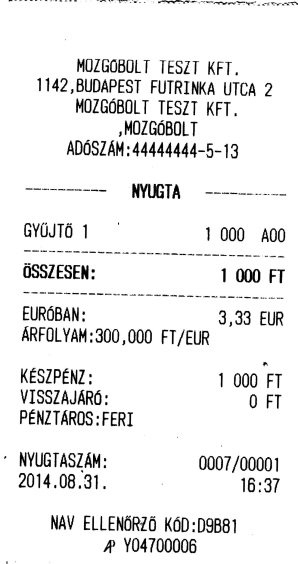 MOZGÓBOLT TESZT KFT.
1142,BUDAPEST FUTRINKA UTCA 2
MOZGÓBOLT TESZT KFT.
,MOZGÓBOLT
ADÓSZÁM:44444444-5-13
---------- NYUGTA ----------
GYŰJTŐ 1 1 000 A00
ÖSSZESEN: 1 000 FT
EURÓBAN: 3,33 EUR
ÁRFOLYAM:300,000 FT/EUR
KÉSZPÉNZ: 1 000 FT
VISSZAJÁRÓ: 0 FT
PÉNZTÁROS:FERI
NYUGTASZÁM: 0007/00001
2014.08.31. 16:37
NAV ELLENŐRZŐ KÓD:D9B81
AP Y04700006